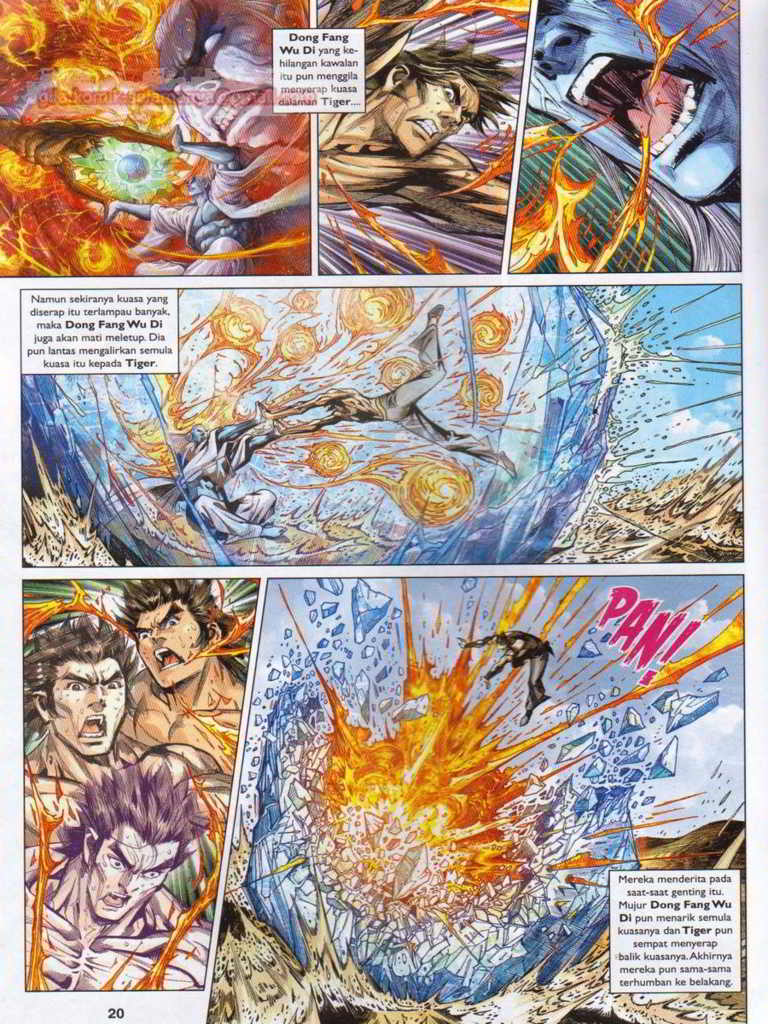 Dong Fang
Wu Di yang ke-
hilangan kawalan
itu pun menggila
menyerap kuasa
dalaman Tiger....
Namun sekiranya kuasa yang
diserap itu terlampau banyak,
maka Dong Fang Wu Di
juga akan mati meletup. Dia
pun lantas mengalirkan semula
kuasa itu kepada Tiger.
PAN!
Mereka menderita pada
saat-saat genting itu.
Mujur Dong Fang Wu
Di pun menarik semula
kuasanya dan Tiger pun
sempat menyerap
balik kuasanya. Akhirnya
mereka pun sama-sama
terhumban ke belakang.
20